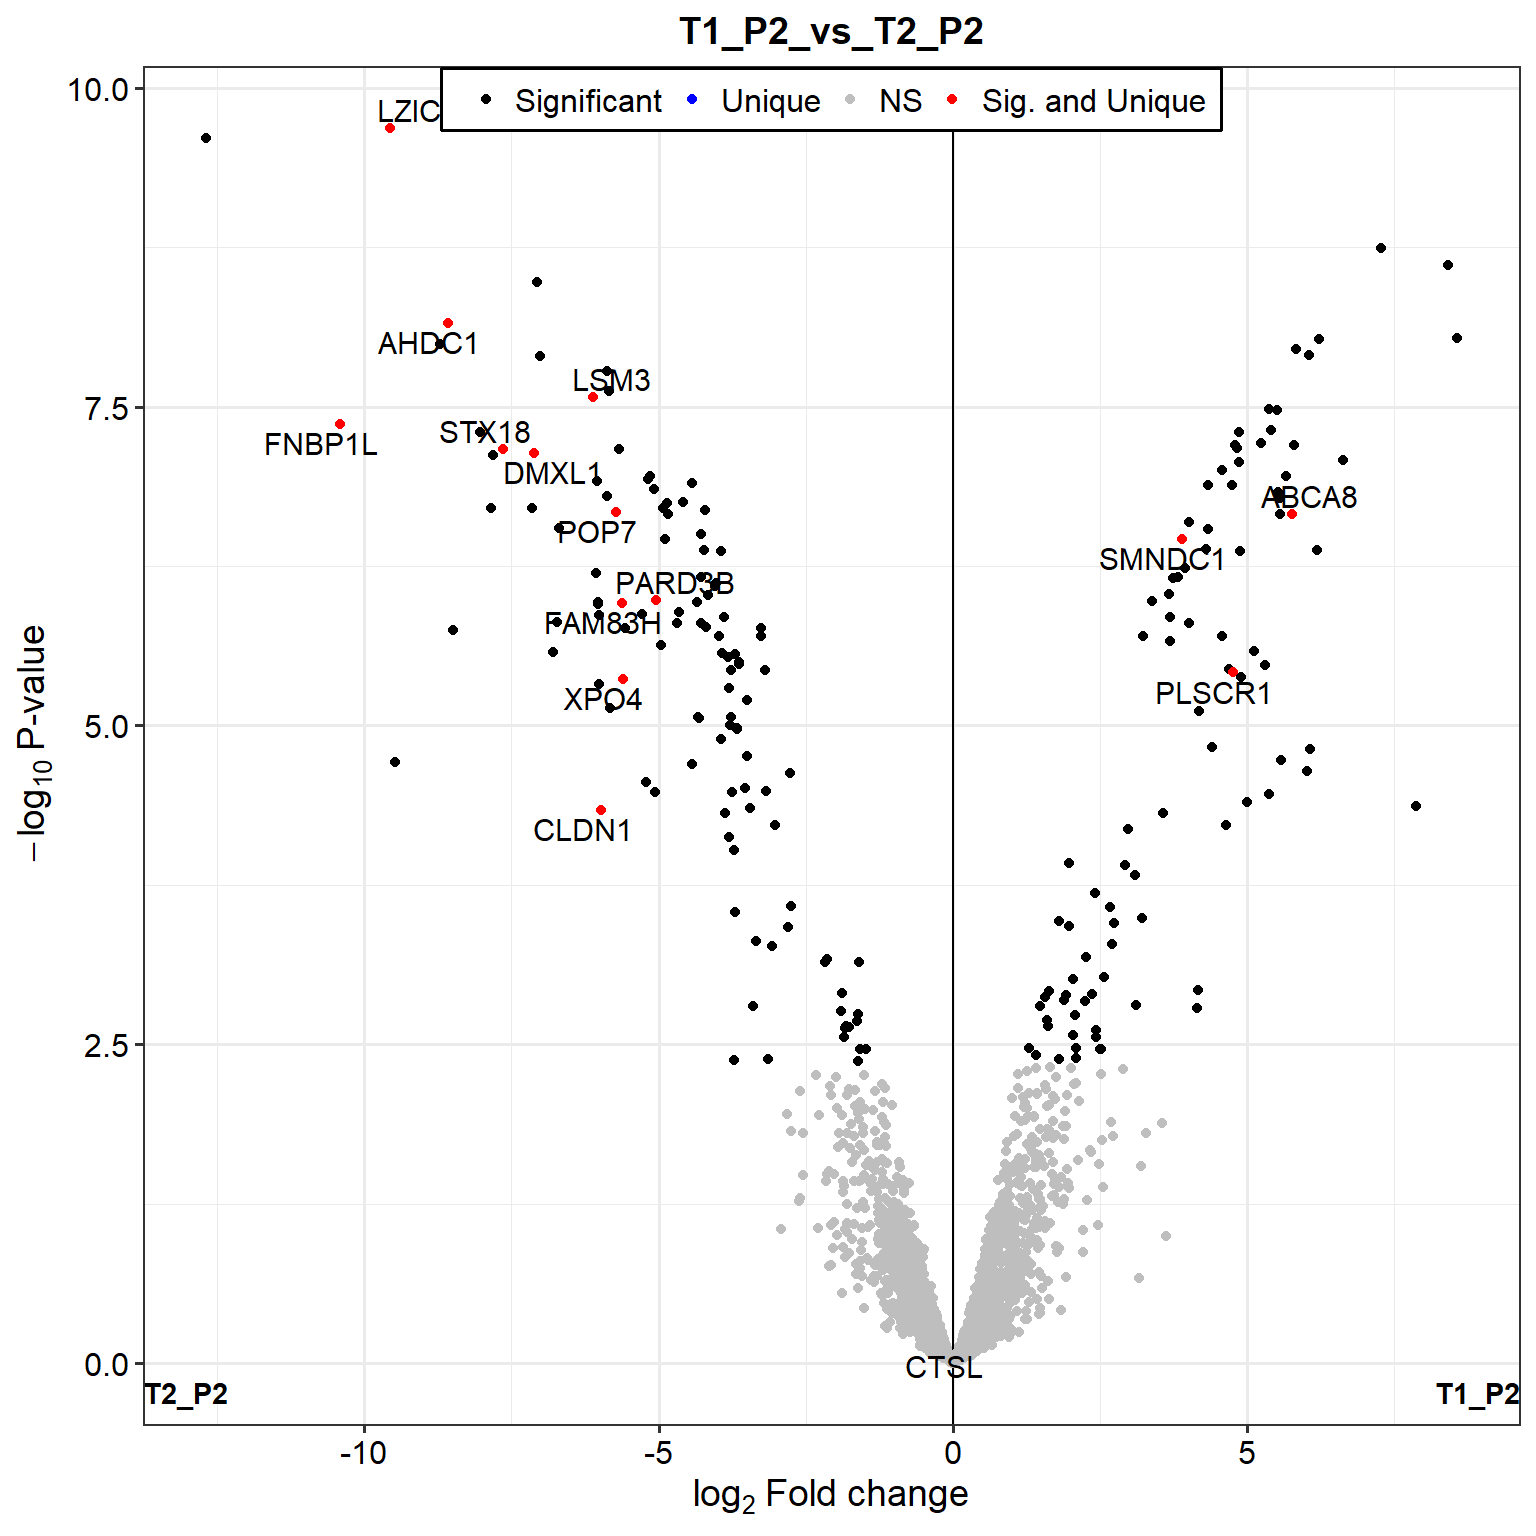 T1_P2_vs_T2_P2
Significant Unique NS Sig. and Unique
10.0
7.5
5.0
2.5
0.0
−log10 P-value
LZIC
AHDC1
LSM3
STX18
FNBP1L
DMXL1
ABCA8
POP7
SMNDC1
PARD3B
FAM83H
PLSCR1
XPO4
CLDN1
CTSL
T2_P2
T1_P2
-10 -5 0 5
log2 Fold change